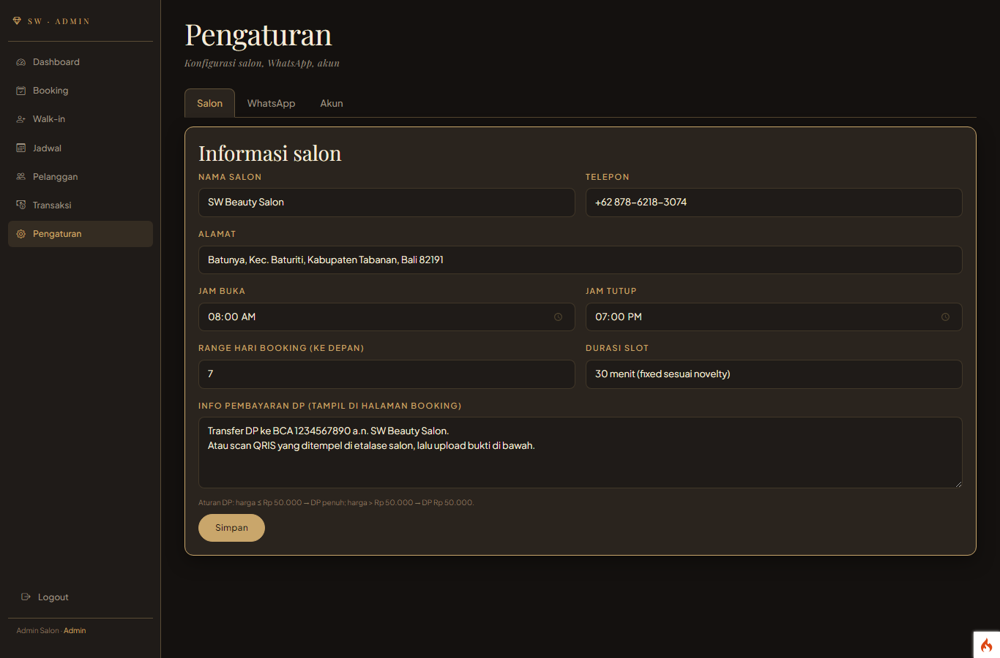 SW · ADMIN
Dashboard
Booking
Walk-in
Jadwal
Pelanggan
Transaksi
Pengaturan
Logout
Admin Salon · Admin
Pengaturan
Konfigurasi salon, WhatsApp, akun
Salon
WhatsApp
Akun
Informasi salon
NAMA SALON
SW Beauty Salon
TELEPON
+62 878-6218-3074
ALAMAT
Batunya, Kec. Baturiti, Kabupaten Tabanan, Bali 82191
JAM BUKA
08:00 AM
JAM TUTUP
07:00 PM
RANGE HARI BOOKING (KE DEPAN)
7
DURASI SLOT
30 menit (fixed sesuai novelty)
INFO PEMBAYARAN DP (TAMPIL DI HALAMAN BOOKING)
Transfer DP ke BCA 1234567890 a.n. SW Beauty Salon.
Atau scan QRIS yang ditempel di etalase salon, lalu upload bukti di bawah.
Aturan DP: harga ≤ Rp 50.000 → DP penuh; harga > Rp 50.000 → DP Rp 50.000.
Simpan